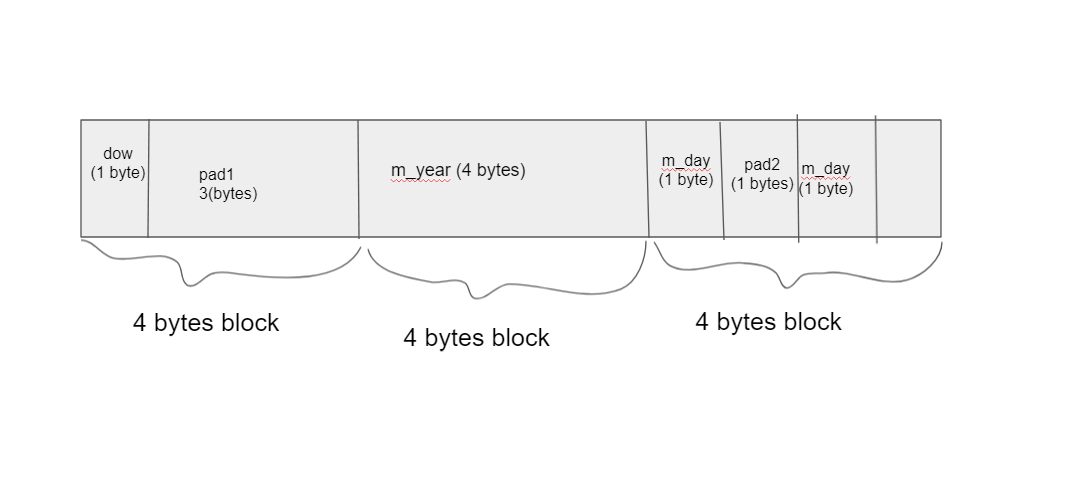 dow
(1 byte)
pad1
3(bytes)
m_year (4 bytes)
m_day
(1 byte)
pad2
(1 bytes)
m_day
(1 byte)
4 bytes block
4 bytes block
4 bytes block